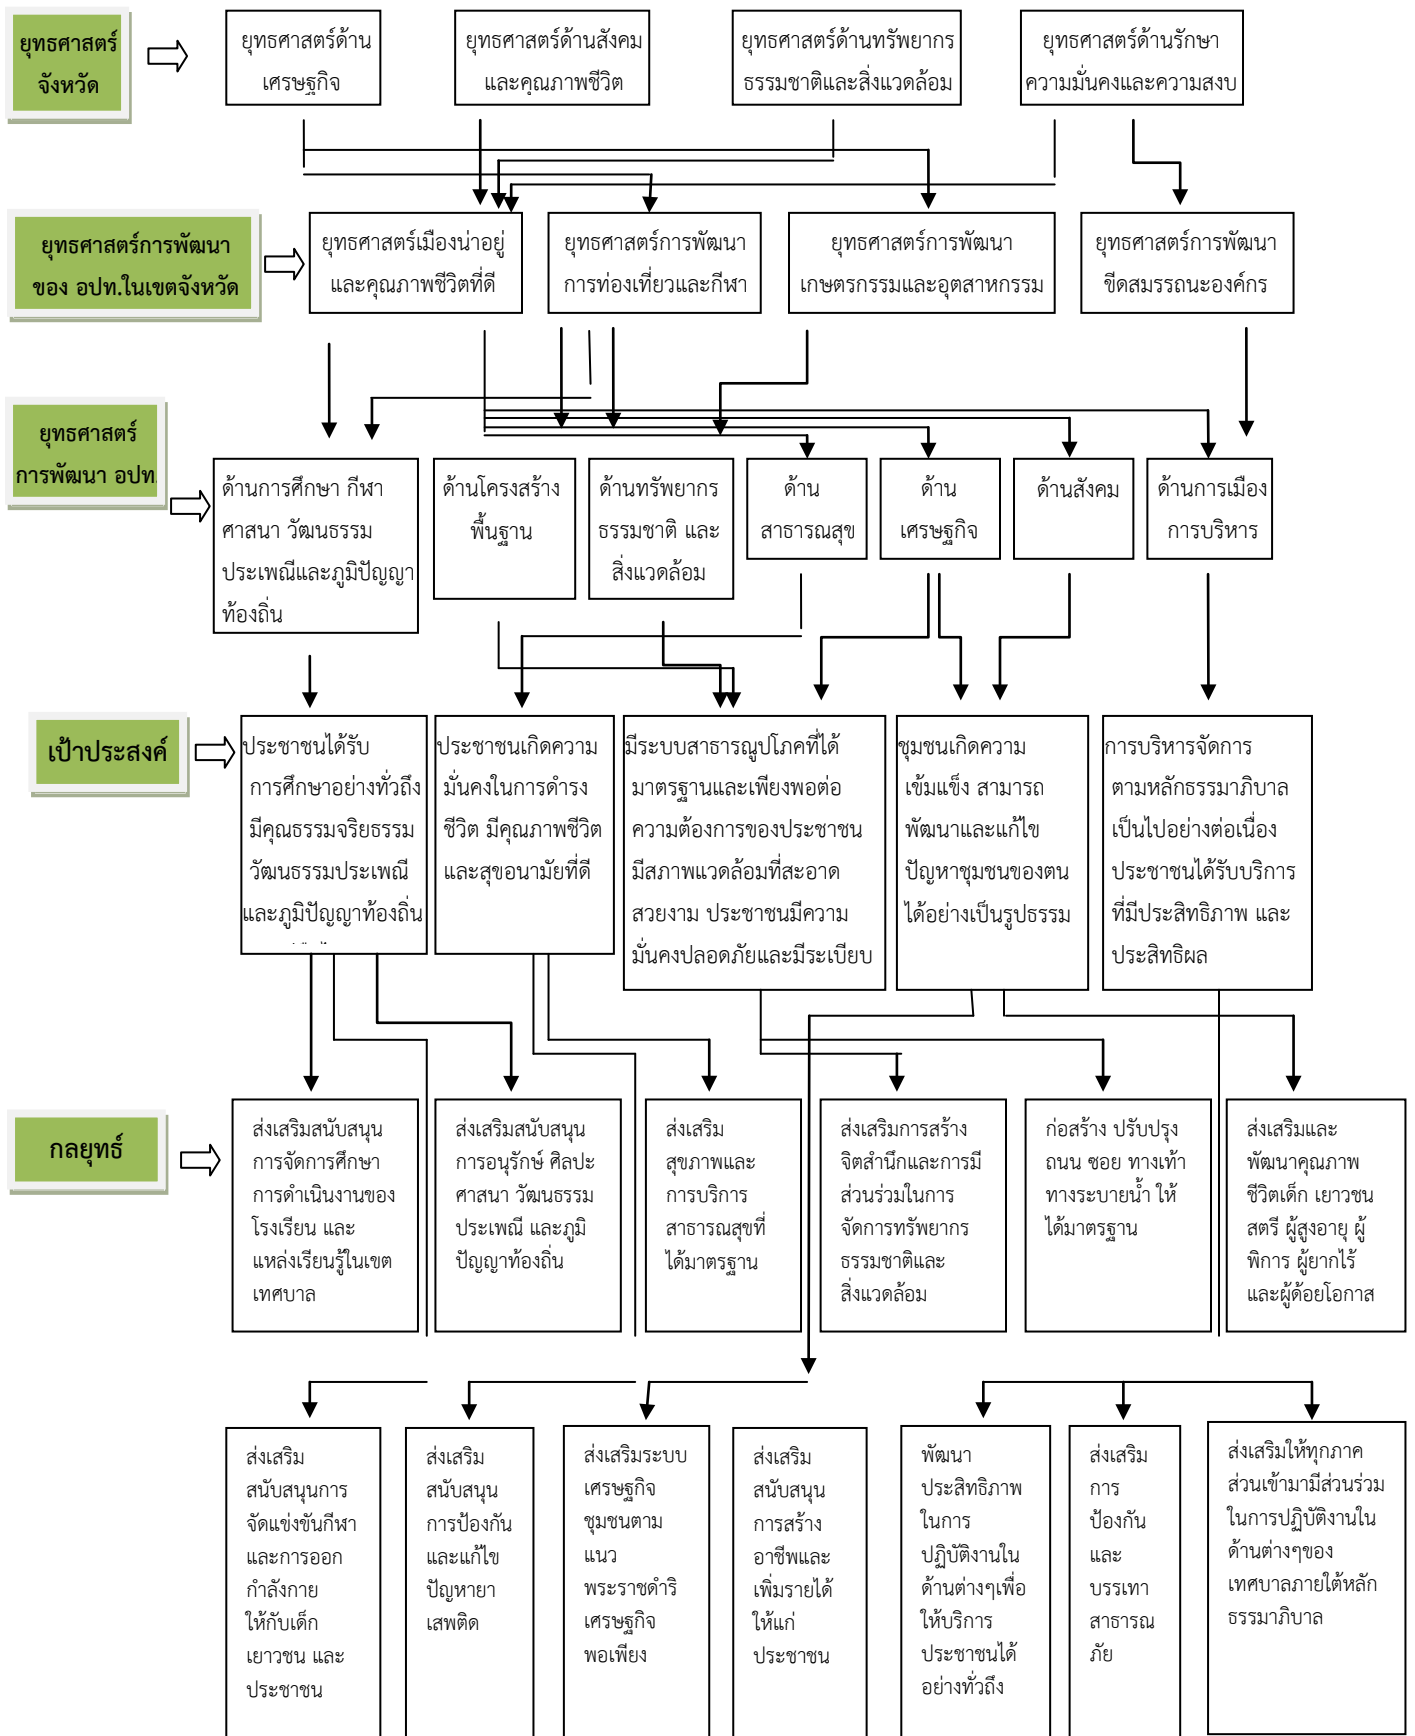 ยุทธศาสตร์
จังหวัด
ยุทธศาสตร์ด้าน
เศรษฐกิจ
ยุทธศาสตร์ด้านสังคม
และคุณภาพชีวิต
ยุทธศาสตร์ด้านทรัพยากร
ธรรมชาติและสิ่งแวดล้อม
ยุทธศาสตร์ด้านรักษา
ความมั่นคงและความสงบ
ยุทธศาสตร์การพัฒนา
ของ อปท.ในเขตจังหวัด
ยุทธศาสตร์เมืองน่าอยู่
และคุณภาพชีวิตที่ดี
ยุทธศาสตร์การพัฒนา
การท่องเที่ยวและกีฬา
ยุทธศาสตร์การพัฒนา
เกษตรกรรมและอุตสาหกรรม
ยุทธศาสตร์การพัฒนา
ขีดสมรรถนะองค์กร
ยุทธศาสตร์
การพัฒนา อปท.
ด้านการศึกษา กีฬา
ศาสนา วัฒนธรรม
ประเพณีและภูมิปัญญา
ท้องถิ่น
ด้านโครงสร้าง
พื้นฐาน
ด้านทรัพยากร
ธรรมชาติ และ
สิ่งแวดล้อม
ด้าน
สาธารณสุข
ด้าน
เศรษฐกิจ
ด้านสังคม
ด้านการเมือง
การบริหาร
เป้าประสงค์
ประชาชนได้รับ
การศึกษาอย่างทั่วถึง
มีคุณธรรมจริยธรรม
วัฒนธรรมประเพณี
และภูมิปัญญาท้องถิ่น
ประชาชนเกิดความ
มั่นคงในการดำรง
ชีวิต มีคุณภาพชีวิต
และสุขอนามัยที่ดี
มีระบบสาธารณูปโภคที่ได้
มาตรฐานและเพียงพอต่อ
ความต้องการของประชาชน
มีสภาพแวดล้อมที่สะอาด
สวยงาม ประชาชนมีความ
มั่นคงปลอดภัยและมีระเบียบ
ชุมชนเกิดความ
เข้มแข็ง สามารถ
พัฒนาและแก้ไข
ปัญหาชุมชนของตน
ได้อย่างเป็นรูปธรรม
การบริหารจัดการ
ตามหลักธรรมาภิบาล
เป็นไปอย่างต่อเนื่อง
ประชาชนได้รับบริการ
ที่มีประสิทธิภาพ และ
ประสิทธิผล
กลยุทธ์
ส่งเสริมสนับสนุน
การจัดการศึกษา
การดำเนินงานของ
โรงเรียน และ
แหล่งเรียนรู้ในเขต
เทศบาล
ส่งเสริมสนับสนุน
การอนุรักษ์ ศิลปะ
ศาสนา วัฒนธรรม
ประเพณี และภูมิ
ปัญญาท้องถิ่น
ส่งเสริม
สุขภาพและ
การบริการ
สาธารณสุขที่
ได้มาตรฐาน
ส่งเสริมการสร้าง
จิตสำนึกและการมี
ส่วนร่วมในการ
จัดการทรัพยากร
ธรรมชาติและ
สิ่งแวดล้อม
ก่อสร้าง ปรับปรุง
ถนน ซอย ทางเท้า
ทางระบายน้ำ ให้
ได้มาตรฐาน
ส่งเสริมและ
พัฒนาคุณภาพ
ชีวิตเด็ก เยาวชน
สตรี ผู้สูงอายุ ผู้
พิการ ผู้ยากไร้
และผู้ด้อยโอกาส
ส่งเสริม
สนับสนุนการ
จัดแข่งขันกีฬา
และการออก
กำลังกาย
ให้กับเด็ก
เยาวชน และ
ประชาชน
ส่งเสริม
สนับสนุน
การป้องกัน
และแก้ไข
ปัญหายา
เสพติด
ส่งเสริมระบบ
เศรษฐกิจ
ชุมชนตาม
แนว
พระราชดำริ
เศรษฐกิจ
พอเพียง
ส่งเสริม
สนับสนุน
การสร้าง
อาชีพและ
เพิ่มรายได้
ให้แก่
ประชาชน
พัฒนา
ประสิทธิภาพ
ในการ
ปฏิบัติงานใน
ด้านต่างๆเพื่อ
ให้บริการ
ประชาชนได้
อย่างทั่วถึง
ส่งเสริม
การ
ป้องกัน
และ
บรรเทา
สาธารณ
ภัย
ส่งเสริมให้ทุกภาค
ส่วนเข้ามามีส่วนร่วม
ในการปฏิบัติงานใน
ด้านต่างๆของ
เทศบาลภายใต้หลัก
ธรรมาภิบาล